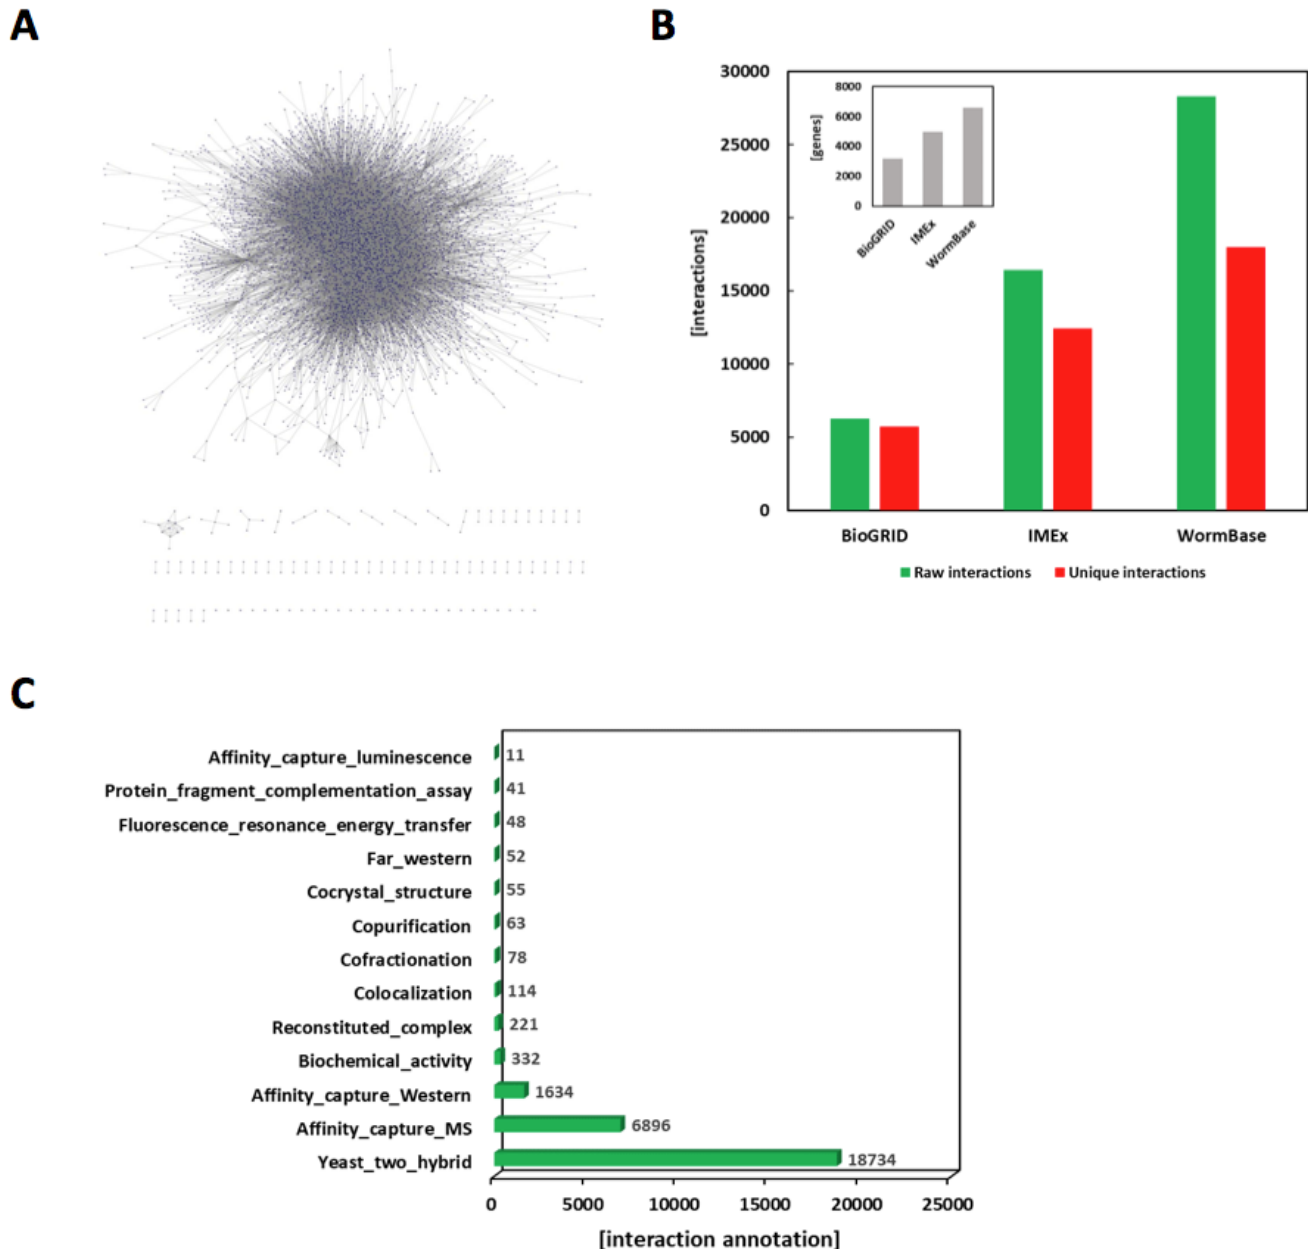 A
B
30000
25000
20000
15000
10000
5000
0
[interactions]
8000
6000
4000
2000
0
[genes]
BioGRID
IMEx
WormBase
BioGRID
IMEx
WormBase
Raw interactions
Unique interactions
C
Affinity_capture_luminescence 11
Protein_fragment_complementation_assay 41
Fluorescence_resonance_energy_transfer 48
Far_western 52
Cocrystal_structure 55
Copurification 63
Cofractionation 78
Colocalization 114
Reconstituted_complex 221
Biochemical_activity 332
Affinity_capture_Western 1634
Affinity_capture_MS 6896
Yeast_two_hybrid 18734
0 5000 10000 15000 20000 25000
[interaction annotation]